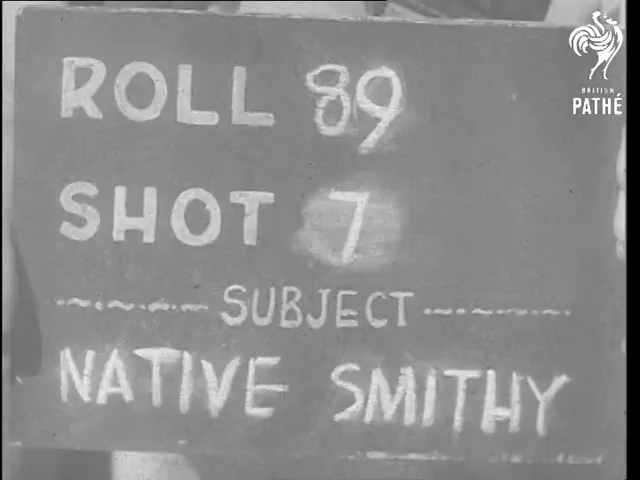 ROLL 89
SHOT 7
SUBJECT
NATIVE SMITHY
BRITISH
PATHÉ